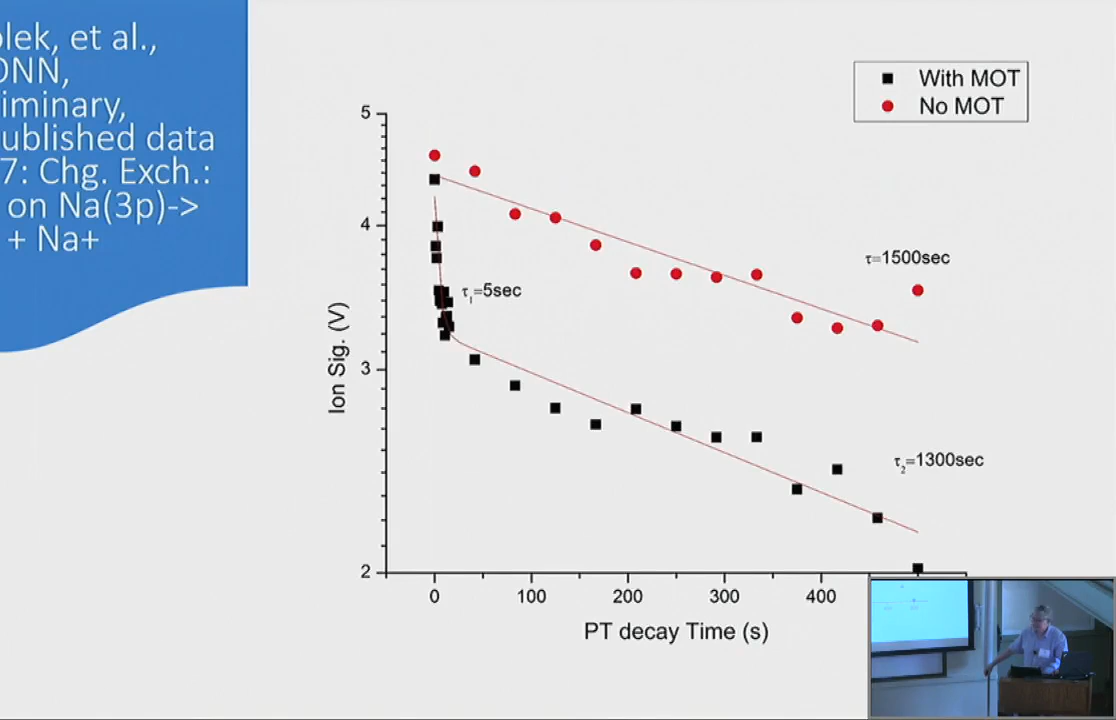 olek, et al.,
ONN,
iminary,
ublished data
7: Chg. Exch.:
on Na(3p)->
+ Na+
With MOT
No MOT
5
4
3
2
Ion Sig. (V)
τ=1500sec
τ₁=5sec
τ₂=1300sec
0 100 200 300 400
PT decay Time (s)